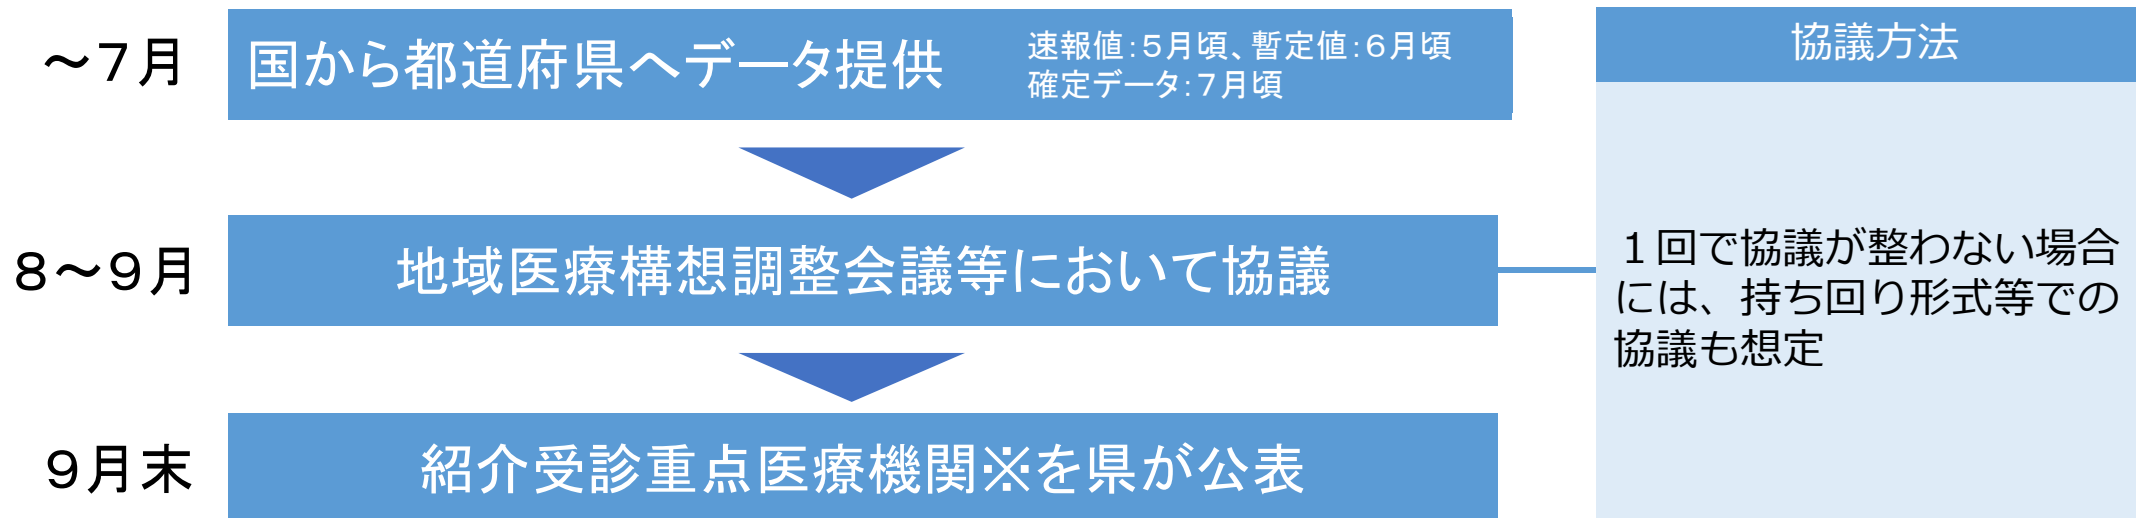 ～７月
国から都道府県へデータ提供
速報値：５月頃、暫定値：６月頃
確定データ：７月頃
８～９月
地域医療構想調整会議等において協議
９月末
紹介受診重点医療機関※を県が公表
協議方法
１回で協議が整わない場合
には、持ち回り形式等での
協議も想定